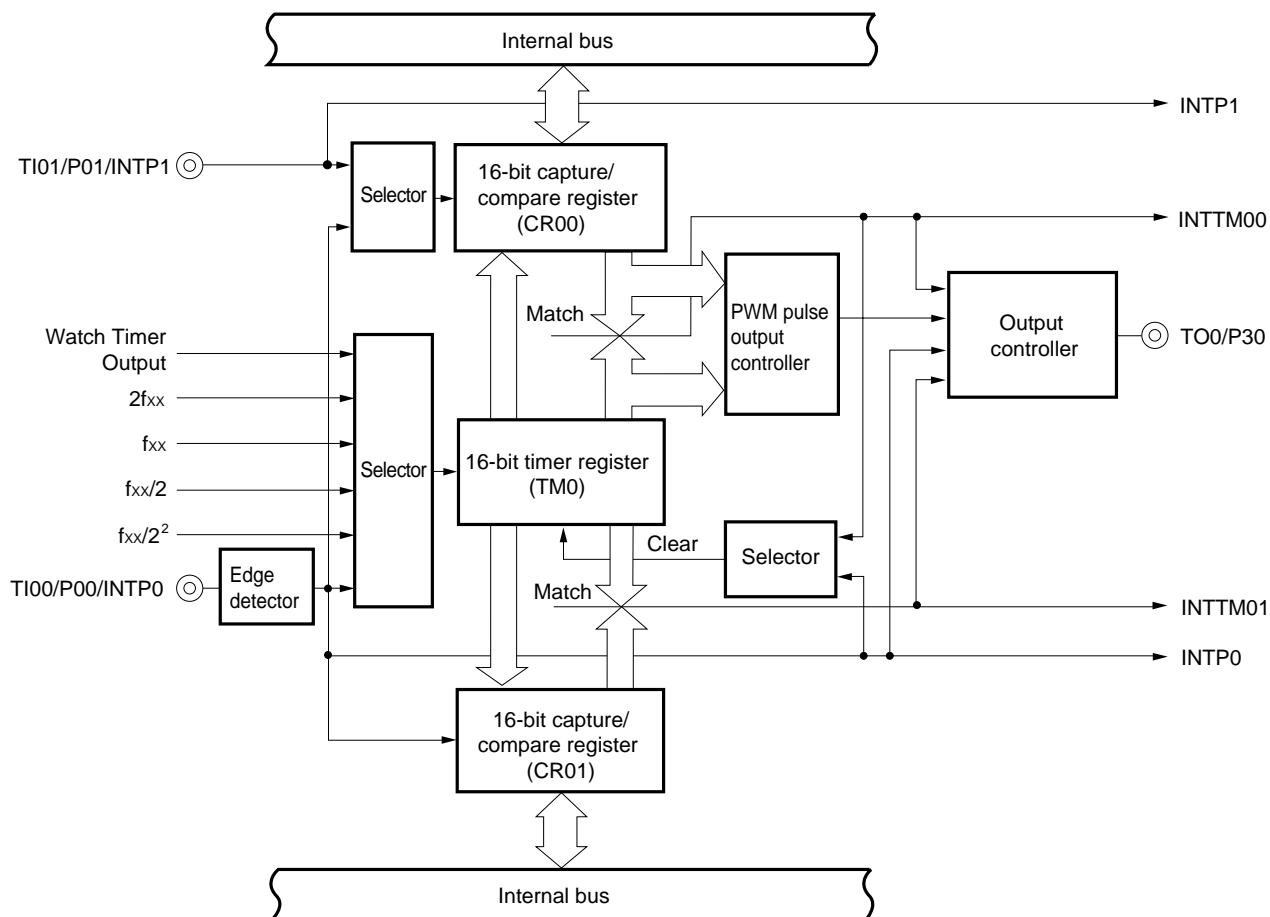 Internal bus
INTP1
TI01/P01/INTP1
Selector
16-bit capture/
compare register
(CR00)
INTTM00
Match
PWM pulse
output
controller
Output
controller
TO0/P30
Watch Timer
Output
2fxx
fxx
fxx/2
fxx/2²
Selector
16-bit timer register
(TM0)
Clear
Selector
TI00/P00/INTP0
Edge
detector
Match
INTTM01
INTP0
16-bit capture/
compare register
(CR01)
Internal bus